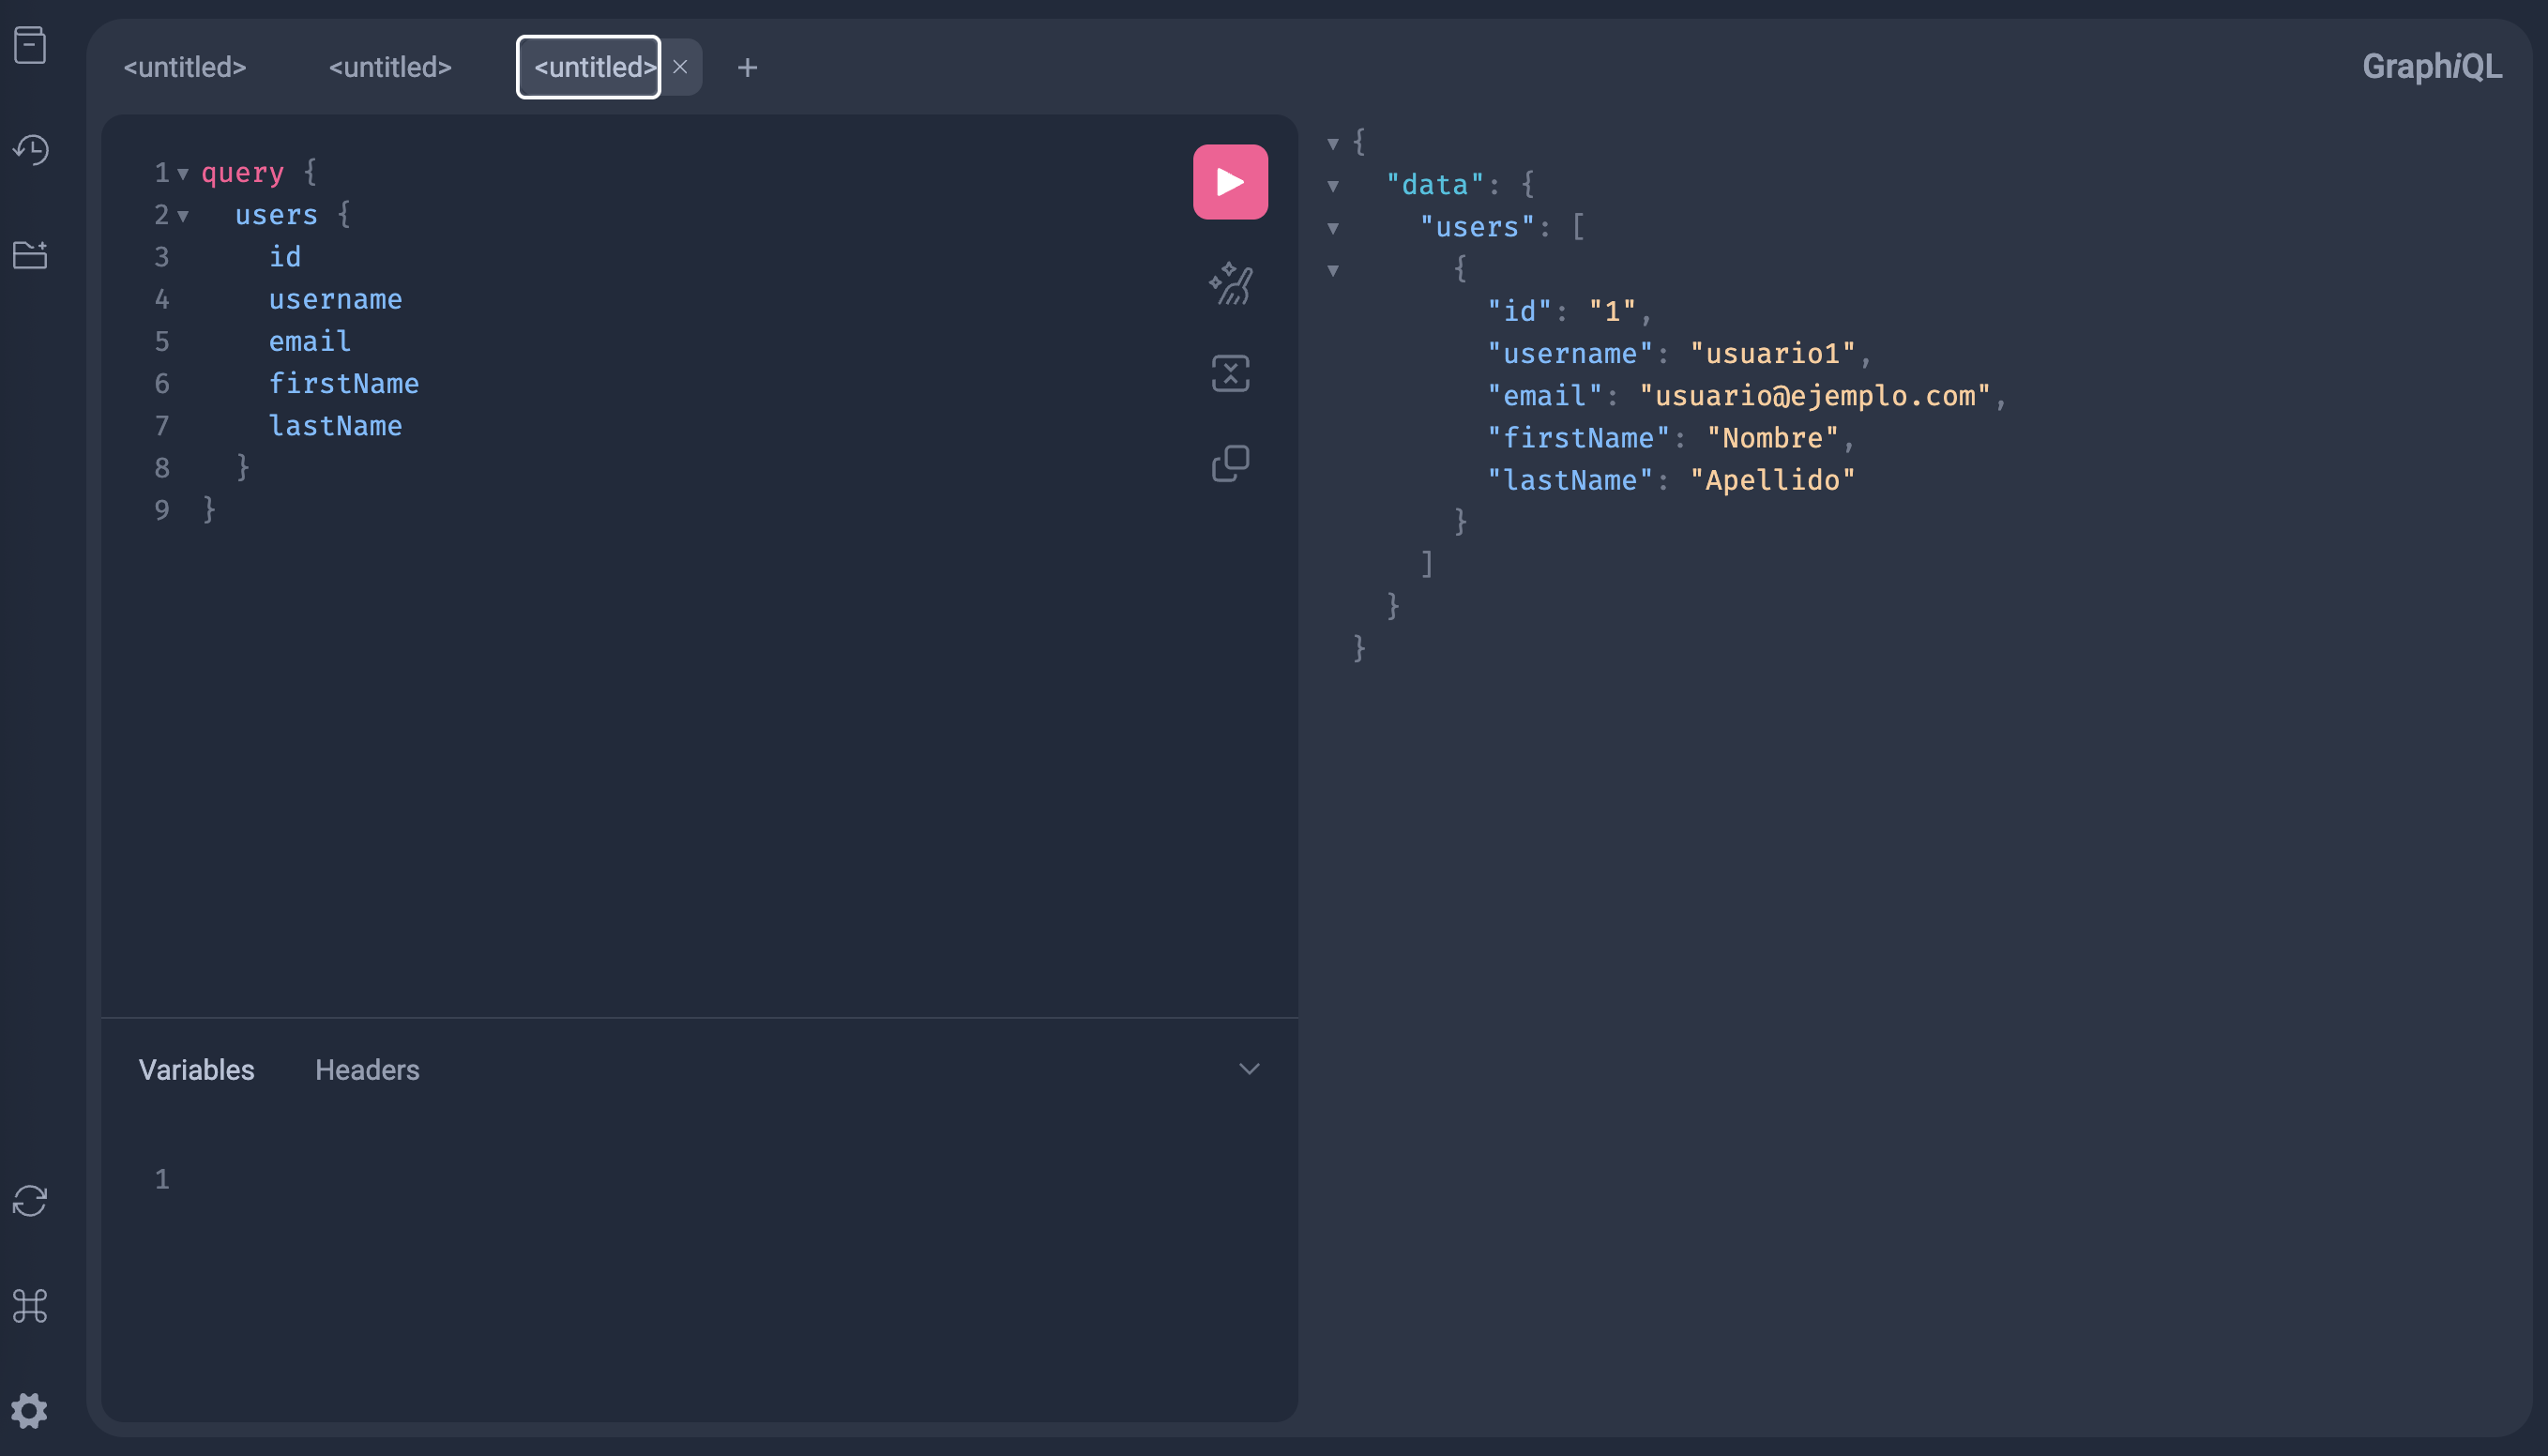 <untitled> <untitled> <untitled> × +
GraphiQL
1 query {
2 users {
3 id
4 username
5 email
6 firstName
7 lastName
8 }
9 }
Variables Headers
1
{
"data": {
"users": [
{
"id": "1",
"username": "usuario1",
"email": "usuario@ejemplo.com",
"firstName": "Nombre",
"lastName": "Apellido"
}
]
}
}